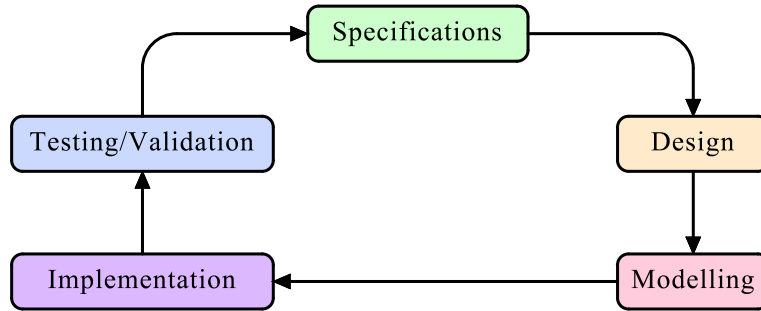 Specifications
Testing/Validation
Design
Implementation
Modelling